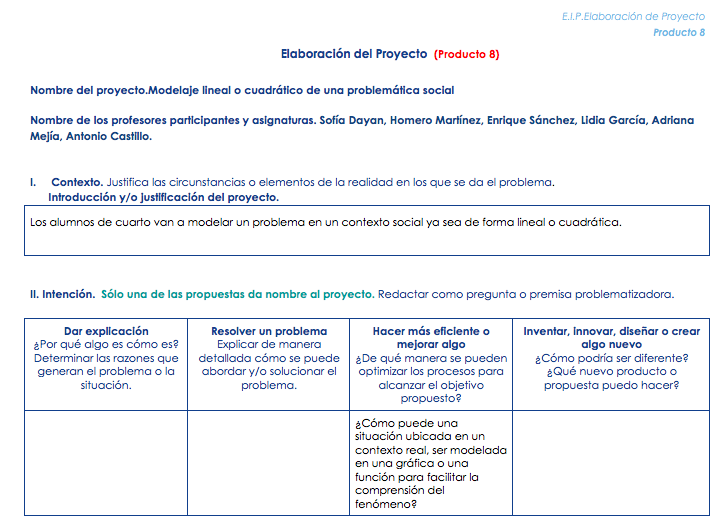 E.I.P.Elaboración de Proyecto
Producto 8
Elaboración del Proyecto (Producto 8)
Nombre del proyecto.Modelaje lineal o cuadrático de una problemática social
Nombre de los profesores participantes y asignaturas. Sofía Dayan, Homero Martínez, Enrique Sánchez, Lidia García, Adriana
Mejía, Antonio Castillo.
I. Contexto. Justifica las circunstancias o elementos de la realidad en los que se da el problema.
Introducción y/o justificación del proyecto.
Los alumnos de cuarto van a modelar un problema en un contexto social ya sea de forma lineal o cuadrática.
II. Intención. Sólo una de las propuestas da nombre al proyecto. Redactar como pregunta o premisa problematizadora.
Dar explicación
¿Por qué algo es cómo es?
Determinar las razones que
generan el problema o la
situación.
Resolver un problema
Explicar de manera
detallada cómo se puede
abordar y/o solucionar el
problema.
Hacer más eficiente o
mejorar algo
¿De qué manera se pueden
optimizar los procesos para
alcanzar el objetivo
propuesto?
Inventar, innovar, diseñar o crear
algo nuevo
¿Cómo podría ser diferente?
¿Qué nuevo producto o
propuesta puedo hacer?
¿Cómo puede una
situación ubicada en un
contexto real, ser modelada
en una gráfica o una
función para facilitar la
comprensión del
fenómeno?